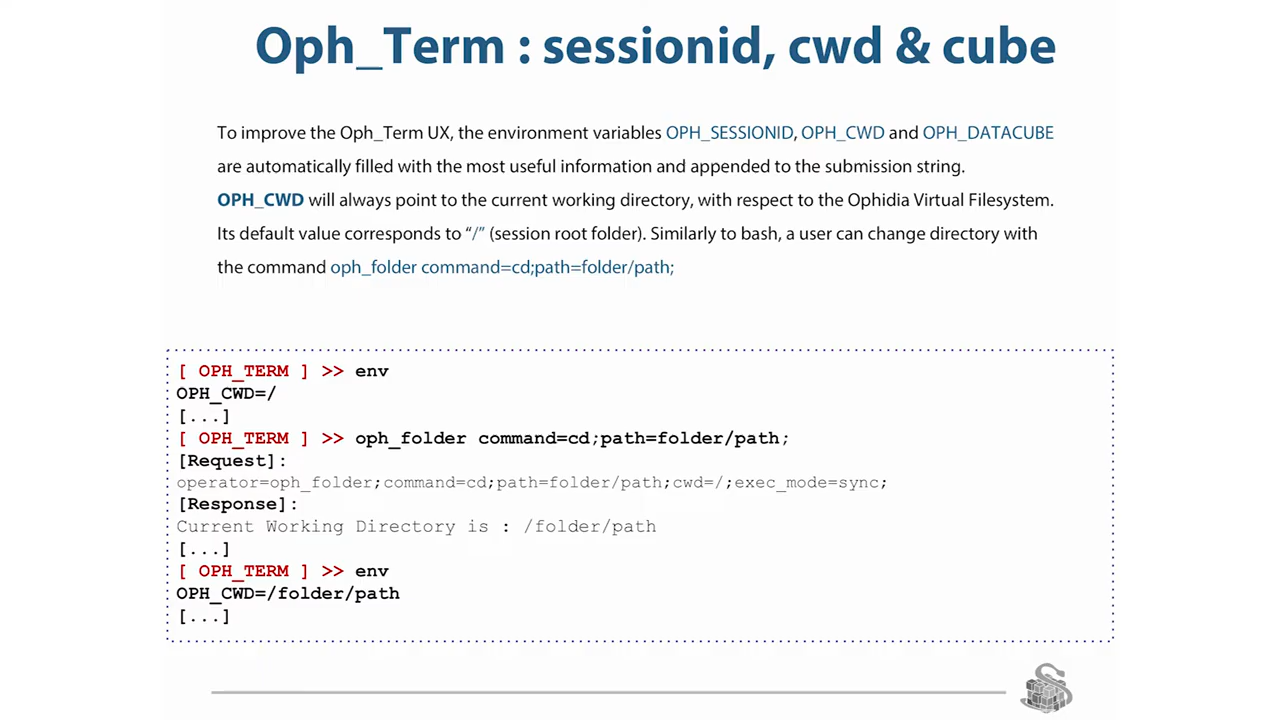 Oph_Term : sessionid, cwd & cube
To improve the Oph_Term UX, the environment variables OPH_SESSIONID, OPH_CWD and OPH_DATACUBE
are automatically filled with the most useful information and appended to the submission string.
OPH_CWD will always point to the current working directory, with respect to the Ophidia Virtual Filesystem.
Its default value corresponds to “/” (session root folder). Similarly to bash, a user can change directory with
the command oph_folder command=cd;path=folder/path;
[ OPH_TERM ] >> env
OPH_CWD=/
[...]
[ OPH_TERM ] >> oph_folder command=cd;path=folder/path;
[Request]:
operator=oph_folder;command=cd;path=folder/path;cwd=/;exec_mode=sync;
[Response]:
Current Working Directory is : /folder/path
[...]
[ OPH_TERM ] >> env
OPH_CWD=/folder/path
[...]